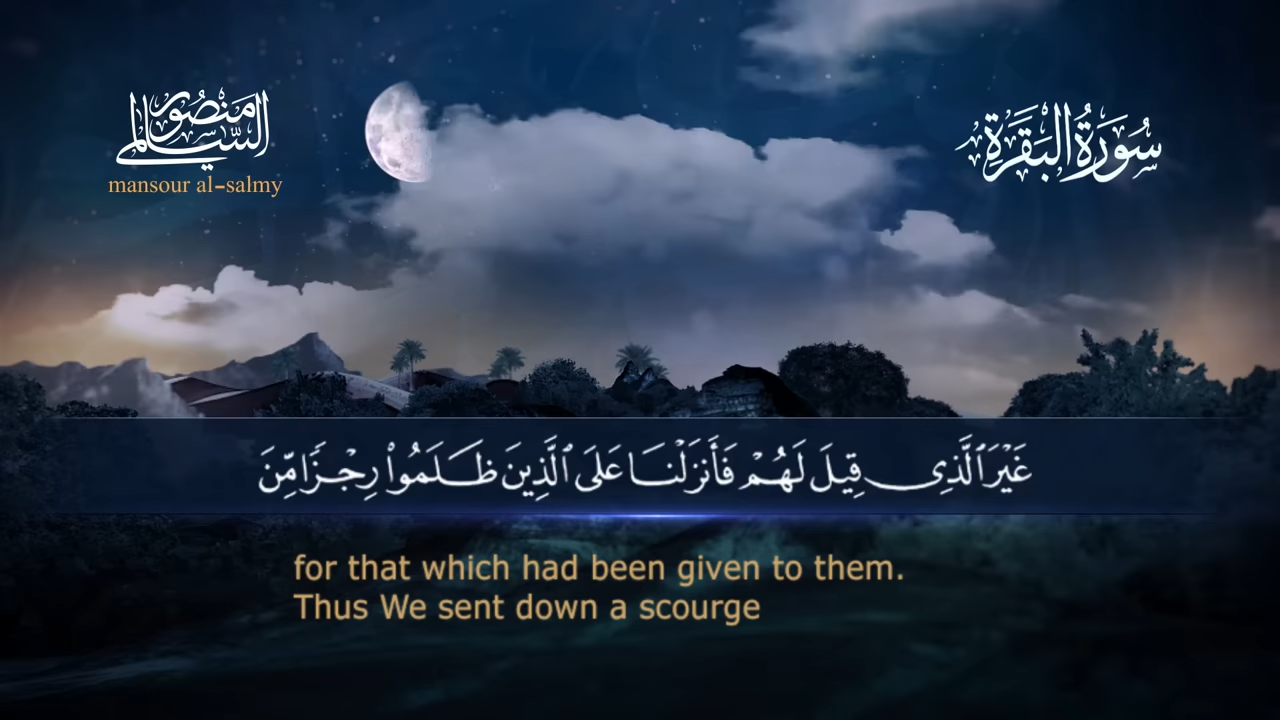 منصور
السالمي
mansour al-salmy
سُورَةُ البَقَرَةِ
غَيْرَ ٱلَّذِى قِيلَ لَهُمْ فَأَنزَلْنَا عَلَى ٱلَّذِينَ ظَلَمُوا۟ رِجْزًا مِّنَ
for that which had been given to them.
Thus We sent down a scourge